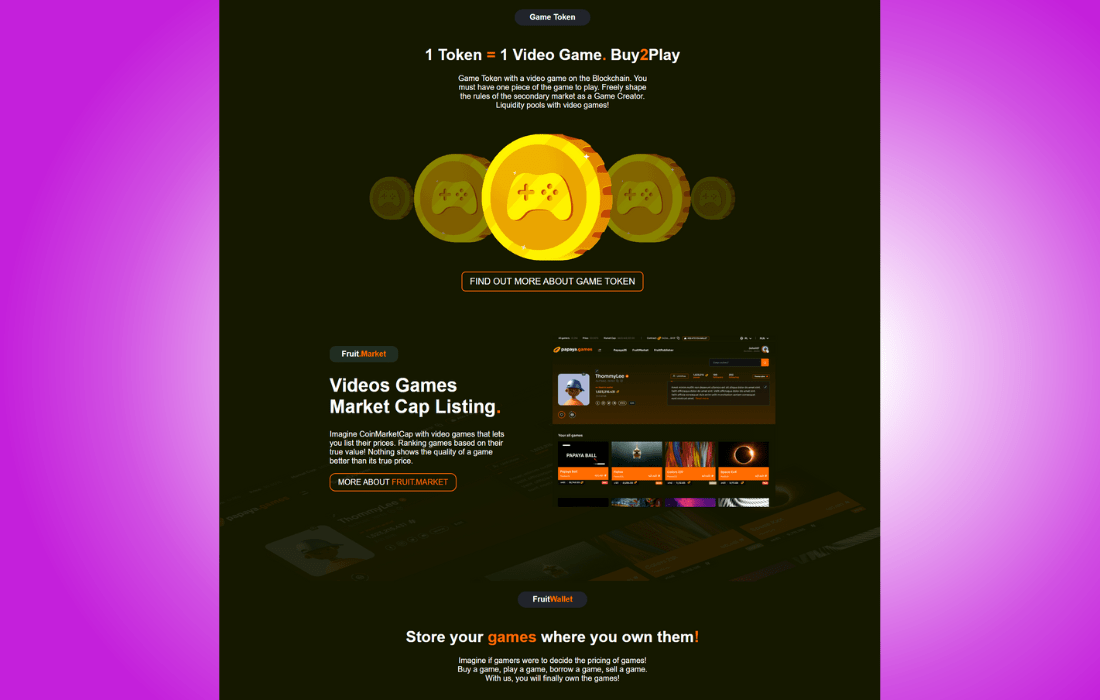 Game Token
1 Token = 1 Video Game. Buy2Play
Game Token with a video game on the Blockchain. You
must have one piece of the game to play. Freely shape
the rules of the secondary market as a Game Creator.
Liquidity pools with video games!
FIND OUT MORE ABOUT GAME TOKEN
Fruit.Market
Videos Games
Market Cap Listing.
Imagine CoinMarketCap with video games that lets
you list their prices. Ranking games based on their
true value! Nothing shows the quality of a game
better than its true price.
MORE ABOUT FRUIT.MARKET
papaya.games
ThommyLee
PAPAYA BALL
ThommyLee
FruitWallet
Store your games where you own them!
Imagine if gamers were to decide the pricing of games!
Buy a game, play a game, borrow a game, sell a game.
With us, you will finally own the games!